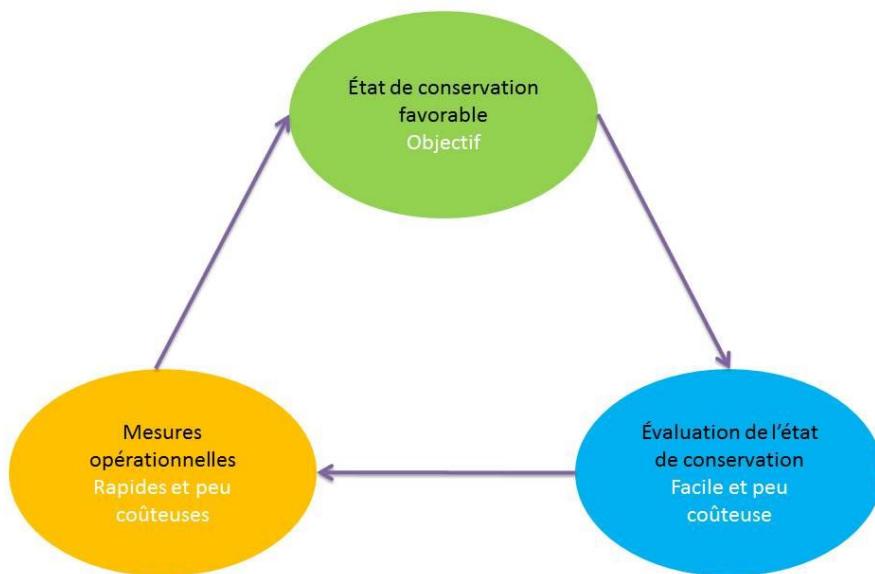 État de conservation
favorable
Objectif
Mesures
opérationnelles
Rapides et peu
coûteuses
Évaluation de l'état
de conservation
Facile et peu
coûteuse